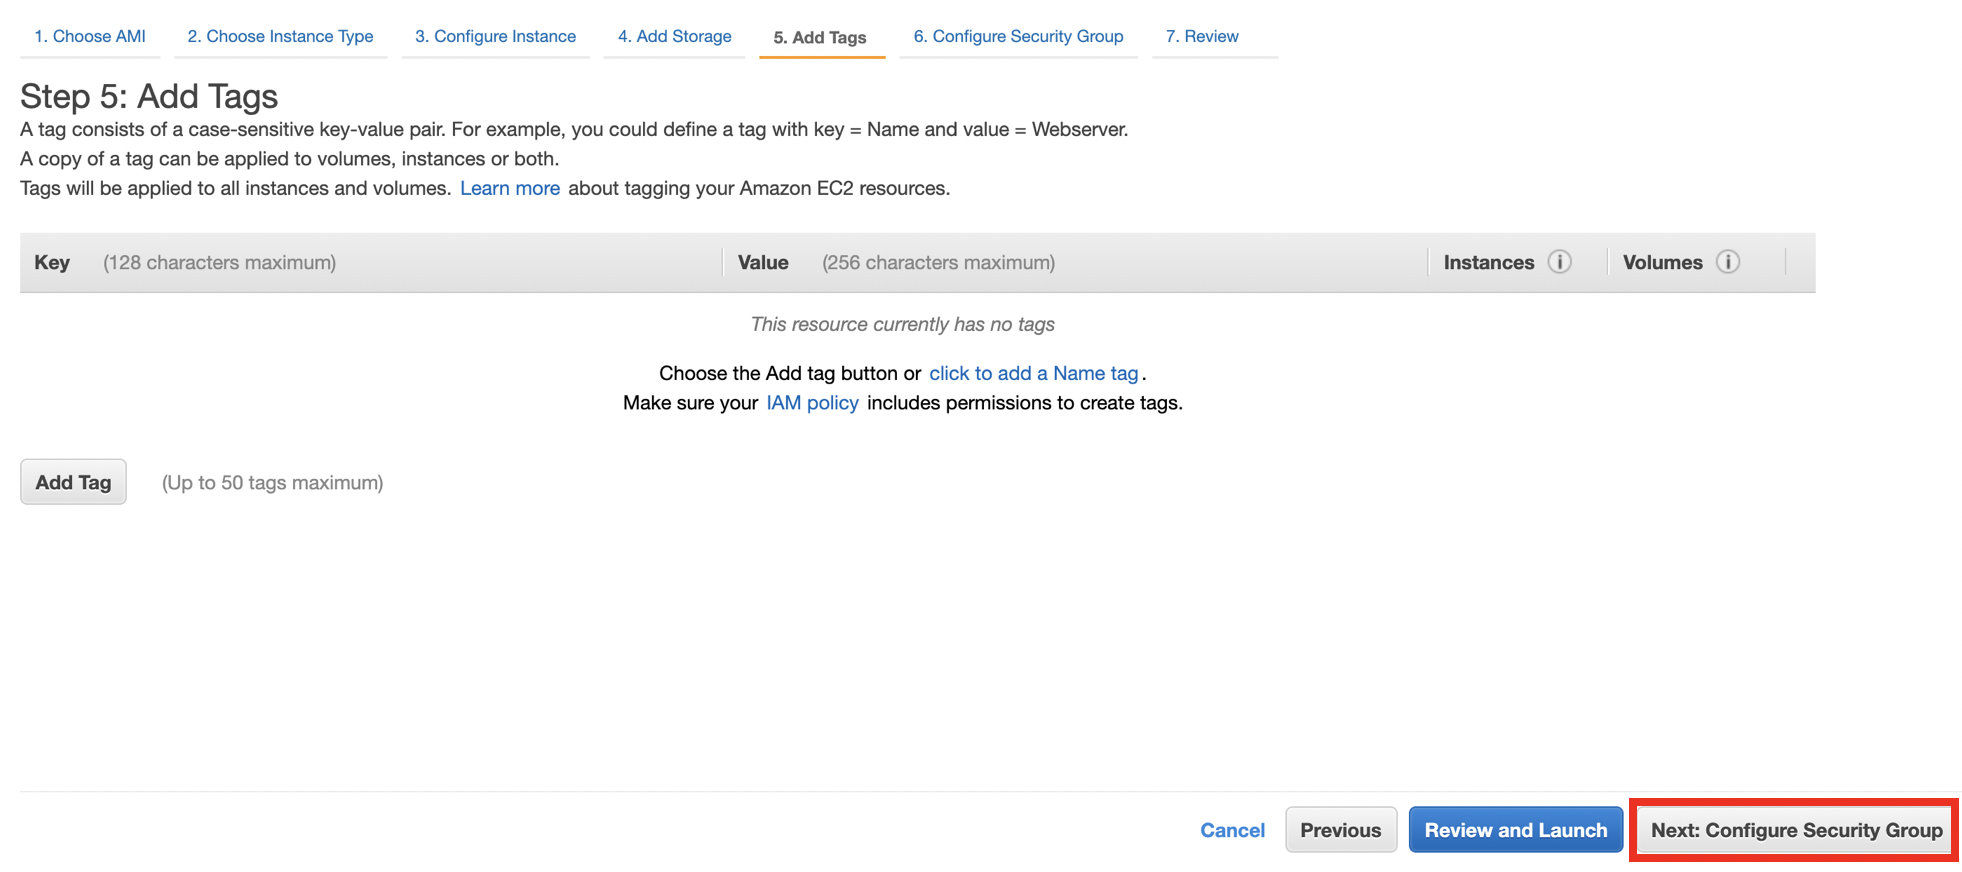 1. Choose AMI 2. Choose Instance Type 3. Configure Instance 4. Add Storage 5. Add Tags 6. Configure Security Group 7. Review
Step 5: Add Tags
A tag consists of a case-sensitive key-value pair. For example, you could define a tag with key = Name and value = Webserver.
A copy of a tag can be applied to volumes, instances or both.
Tags will be applied to all instances and volumes. Learn more about tagging your Amazon EC2 resources.
Key (128 characters maximum) Value (256 characters maximum) Instances i Volumes i
This resource currently has no tags
Choose the Add tag button or click to add a Name tag.
Make sure your IAM policy includes permissions to create tags.
Add Tag (Up to 50 tags maximum)
Cancel Previous Review and Launch Next: Configure Security Group